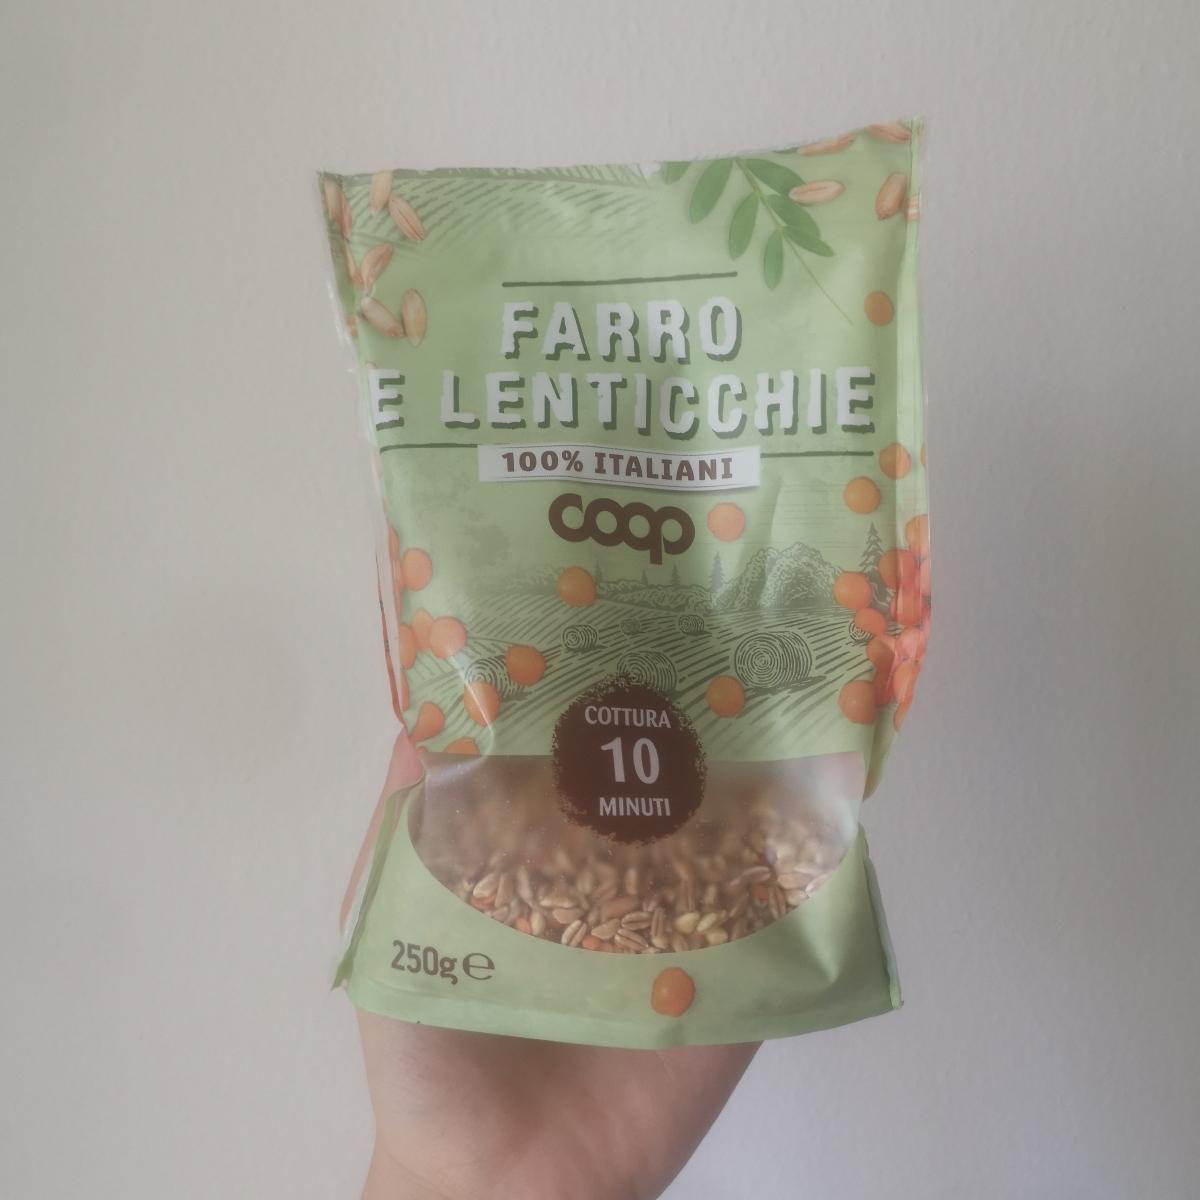 FARRO
E LENTICCHIE
100% ITALIANI
coop
COTTURA
10
MINUTI
250g ℮